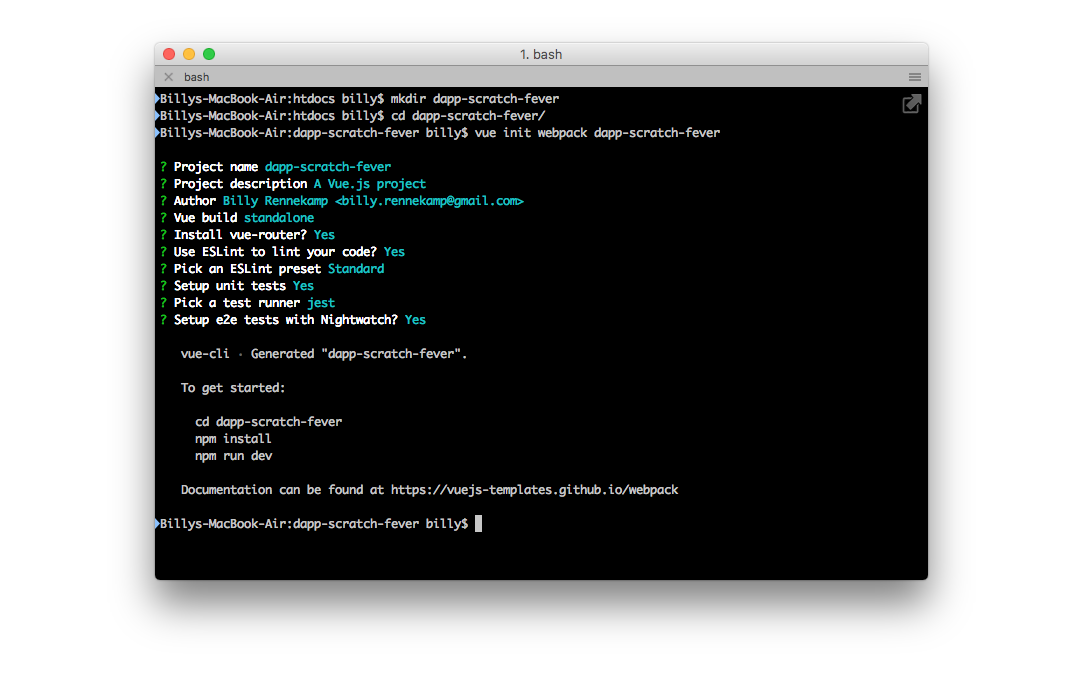 1. bash
bash
Billys-MacBook-Air:htdocs billy$ mkdir dapp-scratch-fever
Billys-MacBook-Air:htdocs billy$ cd dapp-scratch-fever/
Billys-MacBook-Air:dapp-scratch-fever billy$ vue init webpack dapp-scratch-fever
? Project name dapp-scratch-fever
? Project description A Vue.js project
? Author Billy Rennekamp <billy.rennekamp@gmail.com>
? Vue build standalone
? Install vue-router? Yes
? Use ESLint to lint your code? Yes
? Pick an ESLint preset Standard
? Setup unit tests Yes
? Pick a test runner jest
? Setup e2e tests with Nightwatch? Yes
vue-cli · Generated "dapp-scratch-fever".
To get started:
cd dapp-scratch-fever
npm install
npm run dev
Documentation can be found at https://vuejs-templates.github.io/webpack
Billys-MacBook-Air:dapp-scratch-fever billy$